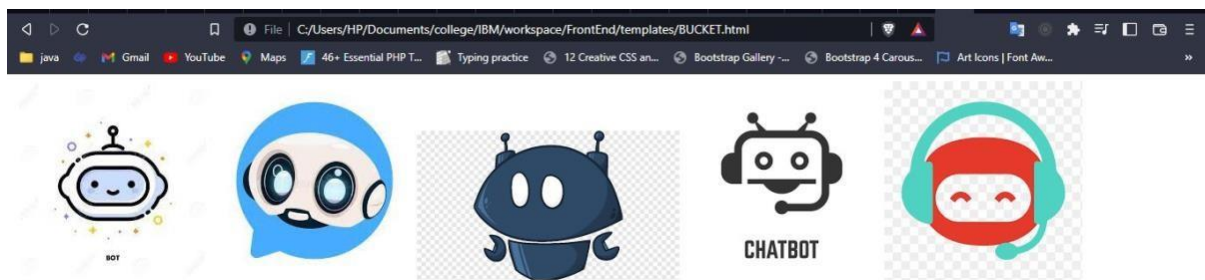 File C:/Users/HP/Documents/college/IBM/workspace/FrontEnd/templates/BUCKET.html
java Gmail YouTube Maps 46+ Essential PHP T... Typing practice 12 Creative CSS an... Bootstrap Gallery -... Bootstrap 4 Carous... Art Icons | Font Aw... »
BOT
CHATBOT